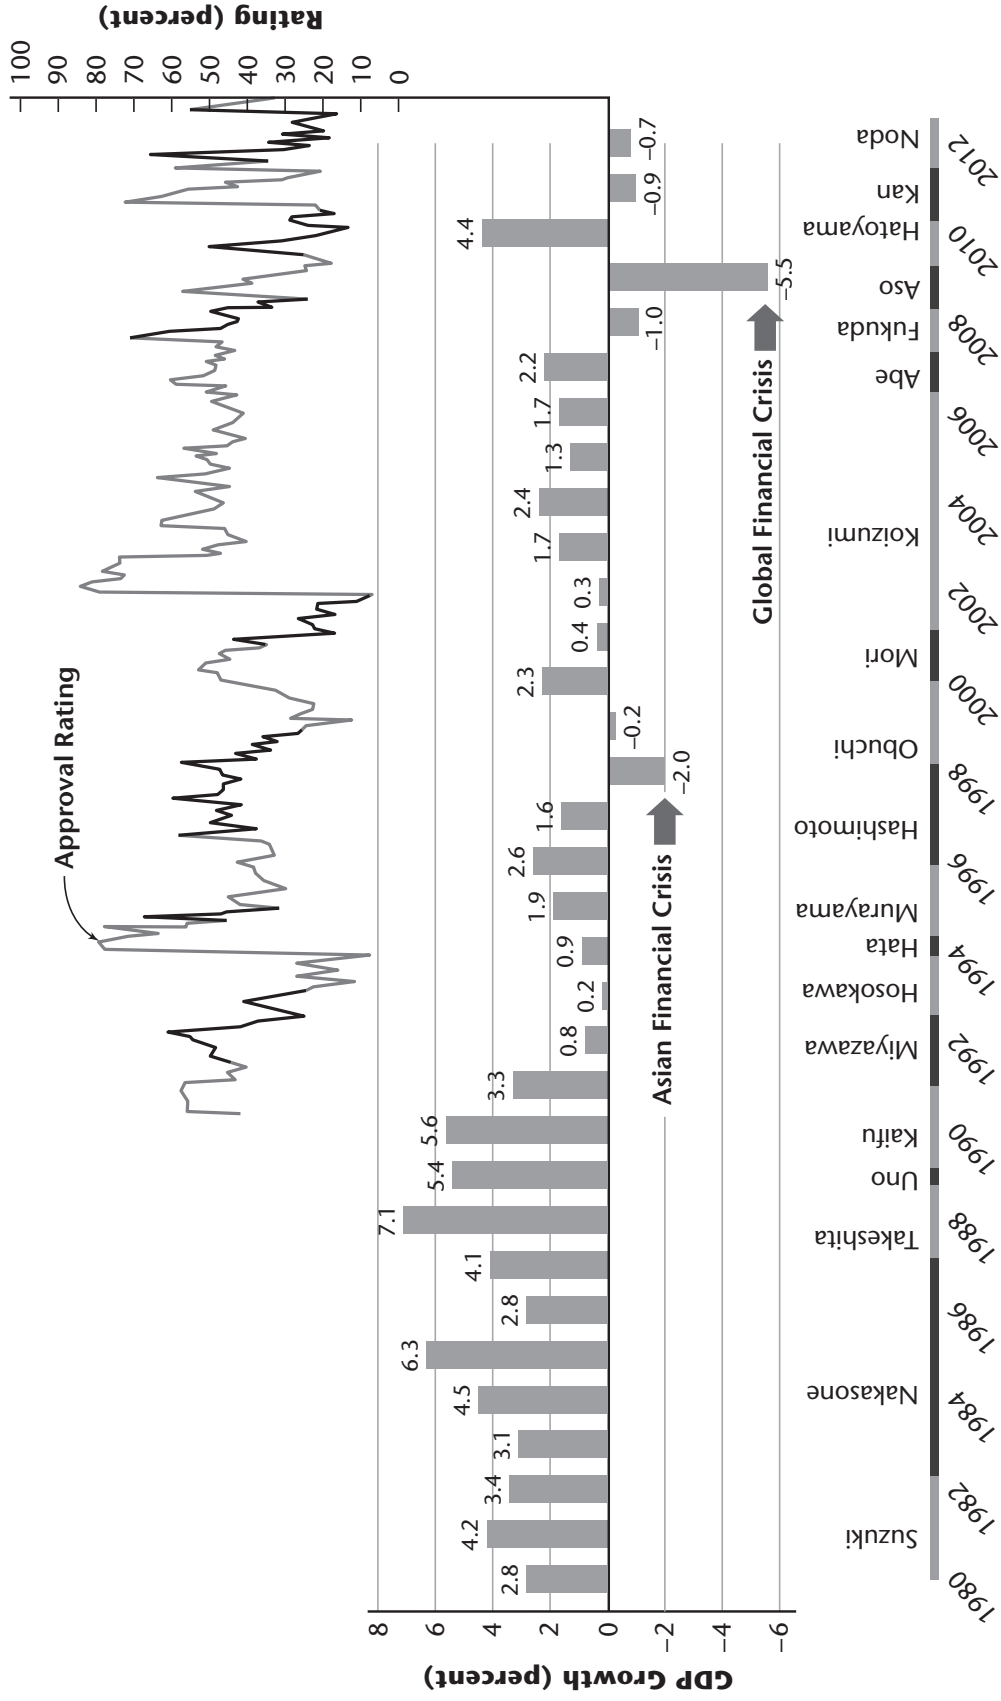 Rating (percent)
100
90
80
70
60
50
40
30
20
10
0
Approval Rating
GDP Growth (percent)
8
6
4
2
0
−2
−4
−6
2.8
4.2
3.4
3.1
4.5
6.3
2.8
4.1
7.1
5.4
5.6
3.3
0.8
0.2
0.9
1.9
2.6
1.6
−2.0
−0.2
2.3
0.4
0.3
1.7
2.4
1.3
1.7
2.2
−1.0
−5.5
4.4
−0.9
−0.7
Asian Financial Crisis
Global Financial Crisis
Suzuki
Nakasone
Takeshita
Uno
Kaifu
Miyazawa
Hosokawa
Hata
Murayama
Hashimoto
Obuchi
Mori
Koizumi
Abe
Fukuda
Aso
Hatoyama
Kan
Noda
1980
1982
1984
1986
1988
1990
1992
1994
1996
1998
2000
2002
2004
2006
2008
2010
2012